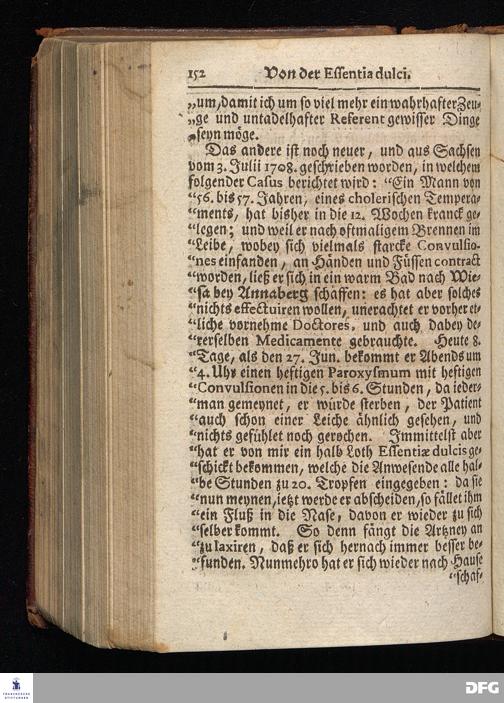 152 Von der Essentia dulci.
„um, damit ich um so viel mehr ein wahrhafter Zeu-
„ge und untadelhafter Referent gewisser Dinge
„seyn möge.
Das andere ist noch neuer, und aus Sachsen
vom 3. Julii 1708. geschrieben worden, in welchem
folgender Casus berichtet wird: “Ein Mann von
“56. bis 57. Jahren, eines cholerischen Tempera-
“ments, hat bisher in die 12. Wochen kranck ge-
“legen; und weil er nach oftmaligem Brennen im
“Leibe, wobey sich vielmals starcke Convulsio-
“nes einfanden, an Händen und Füssen contract
“worden, ließ er sich in ein warm Bad nach Wie-
“sa bey Annaberg schaffen: es hat aber solches
“nichts effectuiren wollen, unerachtet er vorher et-
“liche vornehme Doctores, und auch dabey de-
“rerselben Medicamente gebrauchte. Heute 8.
“Tage, als den 27. Jun. bekommt er Abends um
“4. Uhr einen heftigen Paroxysmum mit heftigen
“Convulsionen in die 5. bis 6. Stunden, da ieder-
“man gemeynet, er würde sterben, der Patient
“auch schon einer Leiche ähnlich gesehen, und
“nichts gefühlet noch gerochen. Immittelst aber
“hat er von mir ein halb Loth Essentiæ dulcis ge-
“schickt bekommen, welche die Anwesende alle hal-
“be Stunden zu 20. Tropfen eingegeben: da sie
“nun meynen, ietzt werde er abscheiden, so fället ihm
“ein Fluß in die Nase, davon er wieder zu sich
“selber kommt. So denn fängt die Artzney an
“zu laxiren, daß er sich hernach immer besser be-
“funden. Nunmehro hat er sich wieder nach Hause
“schaf-
FRANCKESCHE
STIFTUNGEN
DFG